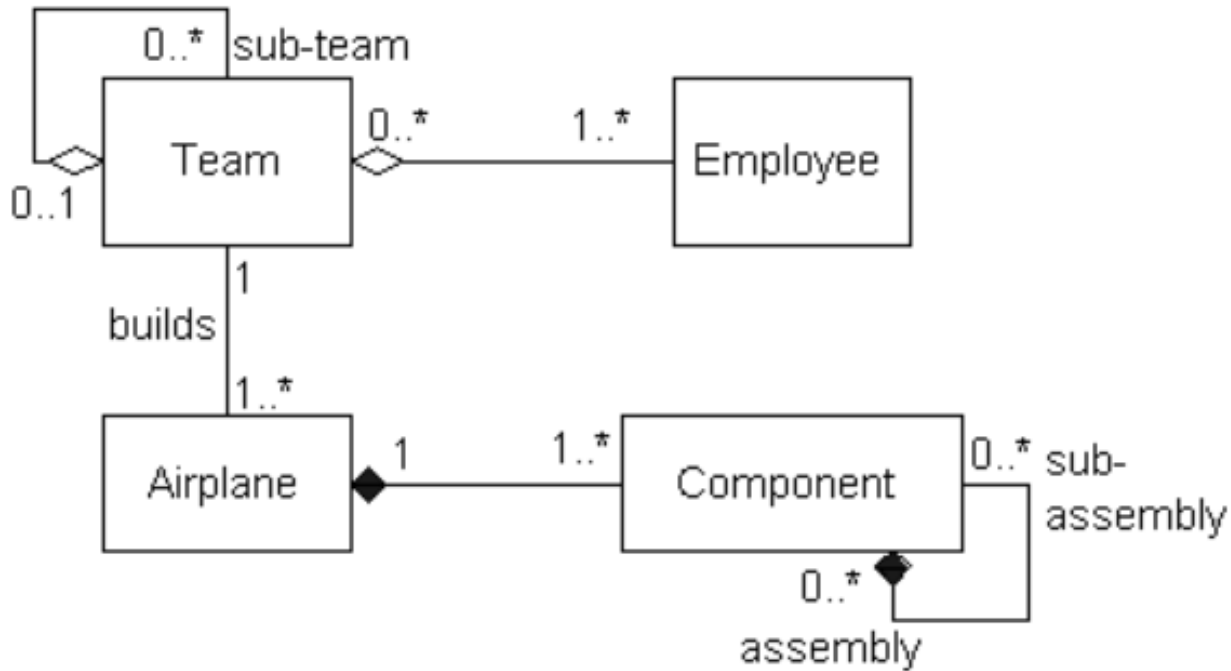 0..* sub-team
Team
0..1
0..*
1..*
Employee
1
builds
1..*
Airplane
1
1..*
Component
0..* sub-
assembly
0..*
assembly